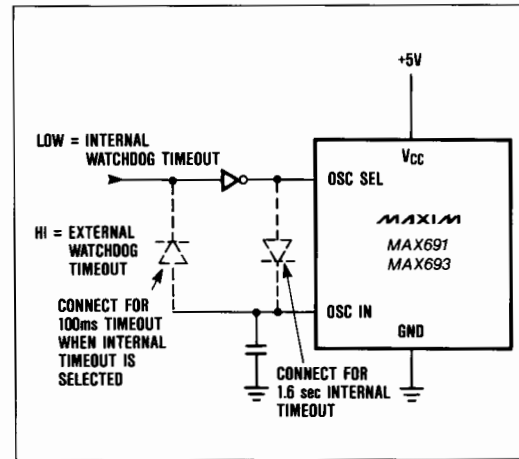 +5V
LOW = INTERNAL
WATCHDOG TIMEOUT
VCC
OSC SEL
MAXIM
MAX691
MAX693
HI = EXTERNAL
WATCHDOG
TIMEOUT
CONNECT FOR
100ms TIMEOUT
WHEN INTERNAL
TIMEOUT IS
SELECTED
OSC IN
GND
CONNECT FOR
1.6 sec INTERNAL
TIMEOUT